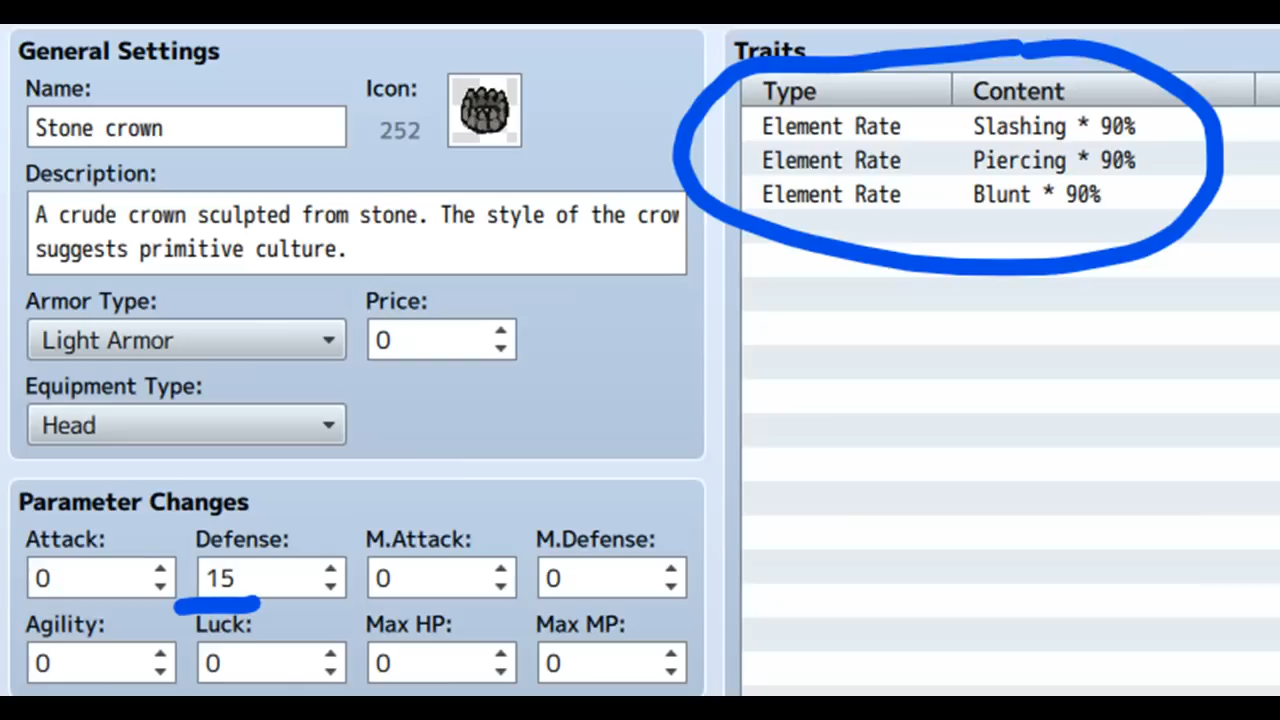 General Settings
Name:
Icon:
Stone crown
252
Description:
A crude crown sculpted from stone. The style of the crow
suggests primitive culture.
Armor Type:
Price:
Light Armor
0
Equipment Type:
Head
Parameter Changes
Attack:
Defense:
M.Attack:
M.Defense:
0
15
0
0
Agility:
Luck:
Max HP:
Max MP:
0
0
0
0
Traits
Type
Content
Element Rate
Slashing * 90%
Element Rate
Piercing * 90%
Element Rate
Blunt * 90%